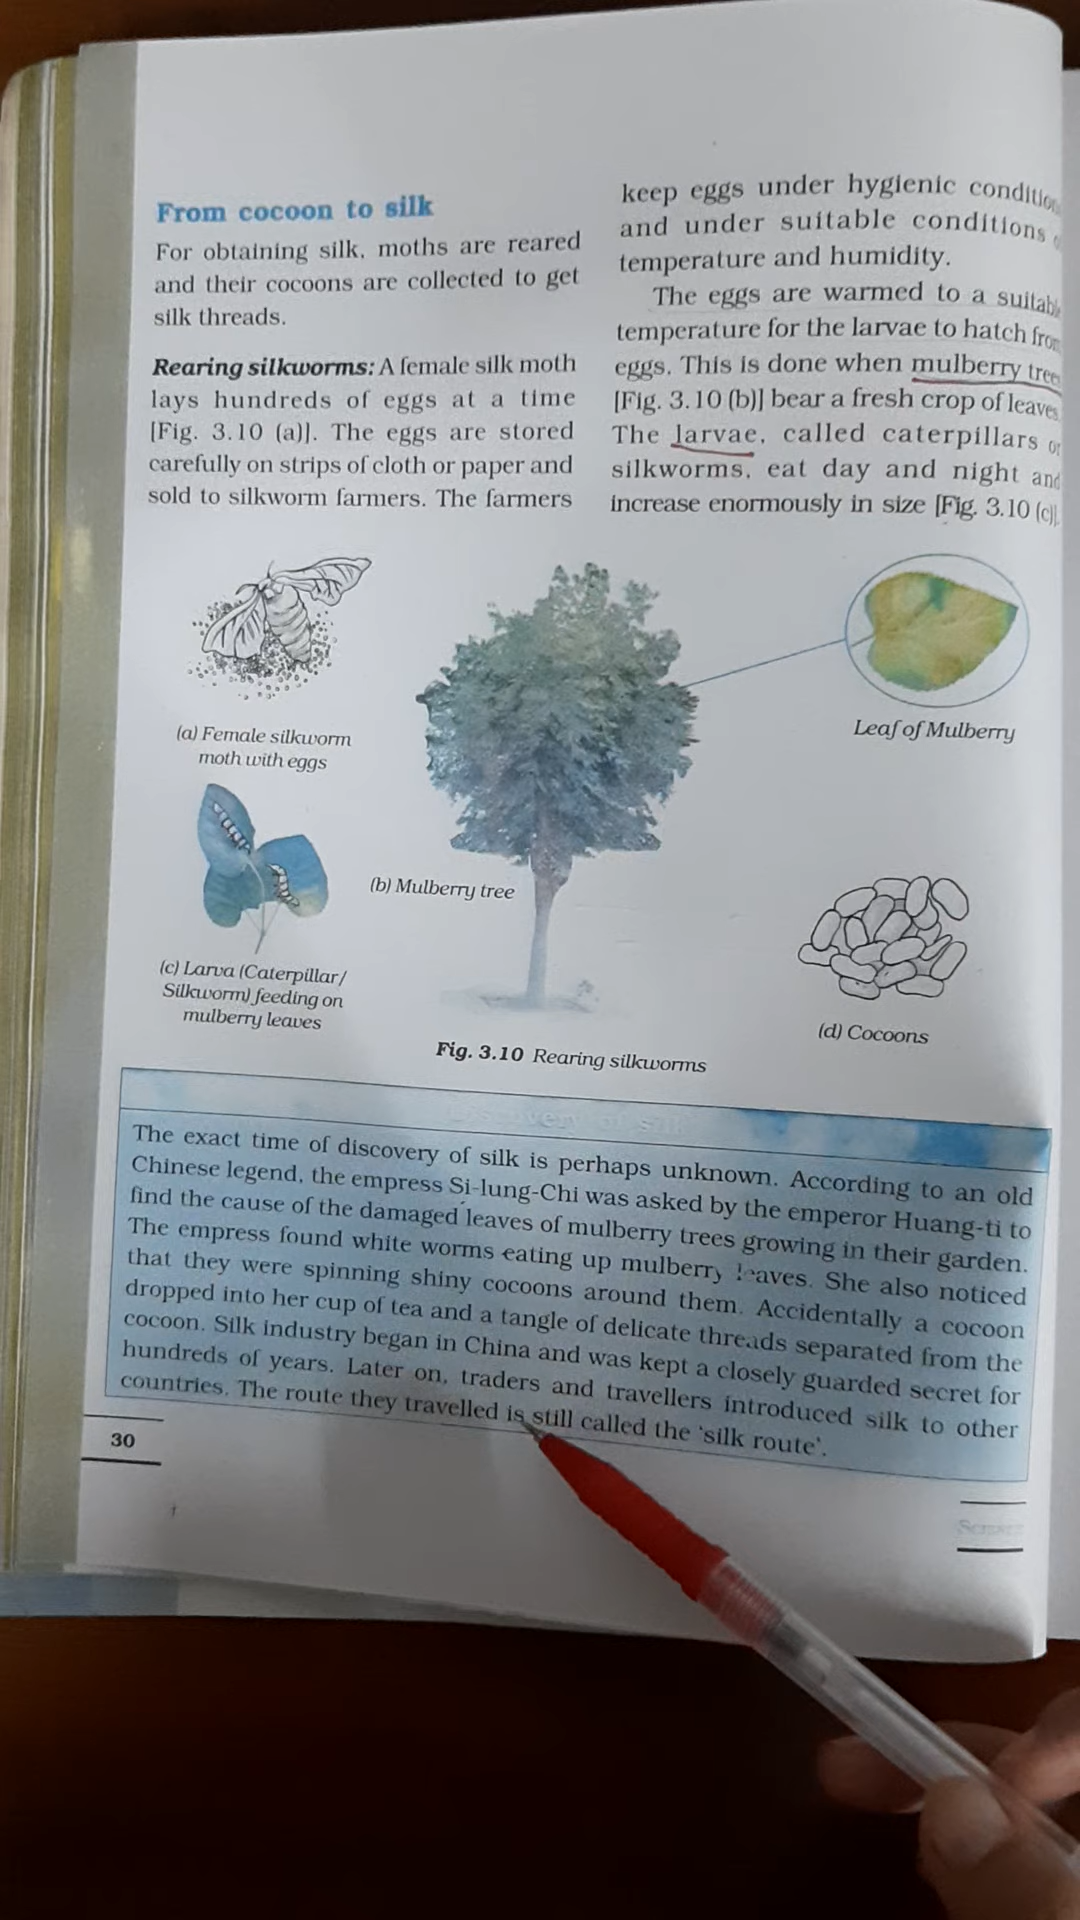 From cocoon to silk
For obtaining silk, moths are reared
and their cocoons are collected to get
silk threads.
Rearing silkworms: A female silk moth
lays hundreds of eggs at a time
[Fig. 3.10 (a)]. The eggs are stored
carefully on strips of cloth or paper and
sold to silkworm farmers. The farmers
keep eggs under hygienic condition
and under suitable conditions
temperature and humidity.
The eggs are warmed to a suitabl
temperature for the larvae to hatch from
eggs. This is done when mulberry tree
[Fig. 3.10 (b)] bear a fresh crop of leaves
The larvae, called caterpillars or
silkworms, eat day and night and
increase enormously in size [Fig. 3.10 (c)].
(a) Female silkworm
moth with eggs
Leaf of Mulberry
(b) Mulberry tree
(c) Larva (Caterpillar/
Silkworm) feeding on
mulberry leaves
(d) Cocoons
Fig. 3.10 Rearing silkworms
Discovery of silk
The exact time of discovery of silk is perhaps unknown. According to an old
Chinese legend, the empress Si-lung-Chi was asked by the emperor Huang-ti to
find the cause of the damaged leaves of mulberry trees growing in their garden.
The empress found white worms eating up mulberry leaves. She also noticed
that they were spinning shiny cocoons around them. Accidentally a cocoon
dropped into her cup of tea and a tangle of delicate threads separated from the
cocoon. Silk industry began in China and was kept a closely guarded secret for
hundreds of years. Later on, traders and travellers introduced silk to other
countries. The route they travelled is still called the 'silk route'.
30
Science